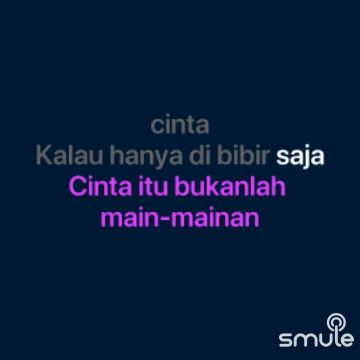 cinta
Kalau hanya di bibir saja
Cinta itu bukanlah
main-mainan
smule